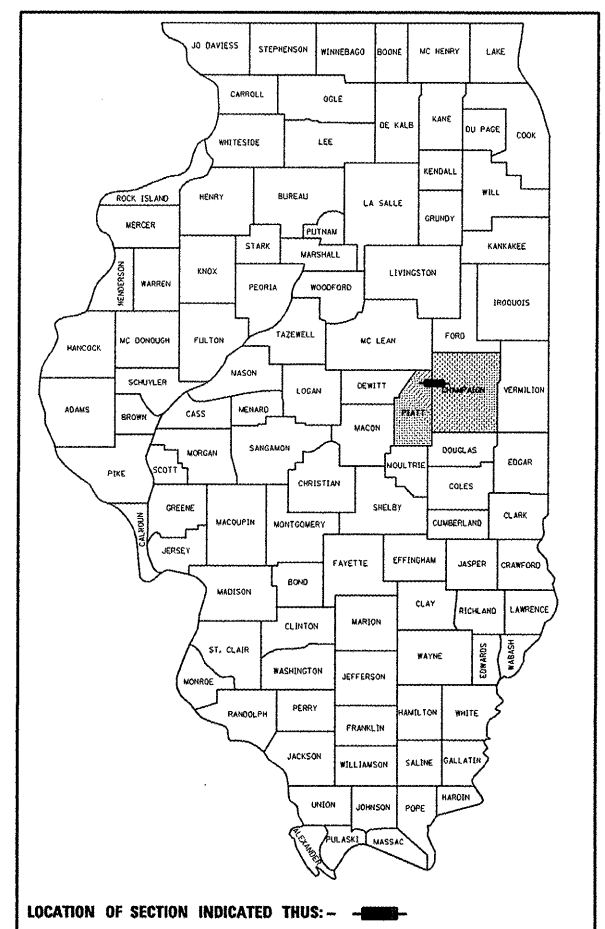 JO DAVIESS STEPHENSON WINNEBAGO BOONE MC HENRY LAKE
CARROLL OGLE DE KALB KANE DU PAGE COOK
WHITESIDE LEE
KENDALL WILL
ROCK ISLAND HENRY BUREAU LA SALLE GRUNDY
MERCER PUTNAM
STARK MARSHALL KANKAKEE
HENDERSON WARREN KNOX PEORIA WOODFORD LIVINGSTON
IROQUOIS
HANCOCK MC DONOUGH FULTON TAZEWELL MC LEAN FORD
MASON
SCHUYLER LOGAN DEWITT CHAMPAIGN VERMILION
ADAMS BROWN CASS MENARD MACON PIATT
MORGAN SANGAMON DOUGLAS EDGAR
PIKE SCOTT CHRISTIAN MOULTRIE COLES
GREENE SHELBY
CALHOUN MACOUPIN MONTGOMERY CUMBERLAND CLARK
JERSEY
FAYETTE EFFINGHAM JASPER CRAWFORD
MADISON BOND
CLAY RICHLAND LAWRENCE
CLINTON MARION
ST. CLAIR WAYNE EDWARDS WABASH
WASHINGTON JEFFERSON
MONROE
RANDOLPH PERRY HAMILTON WHITE
FRANKLIN
JACKSON WILLIAMSON SALINE GALLATIN
UNION JOHNSON POPE HARDIN
ALEXANDER PULASKI MASSAC
LOCATION OF SECTION INDICATED THUS: -